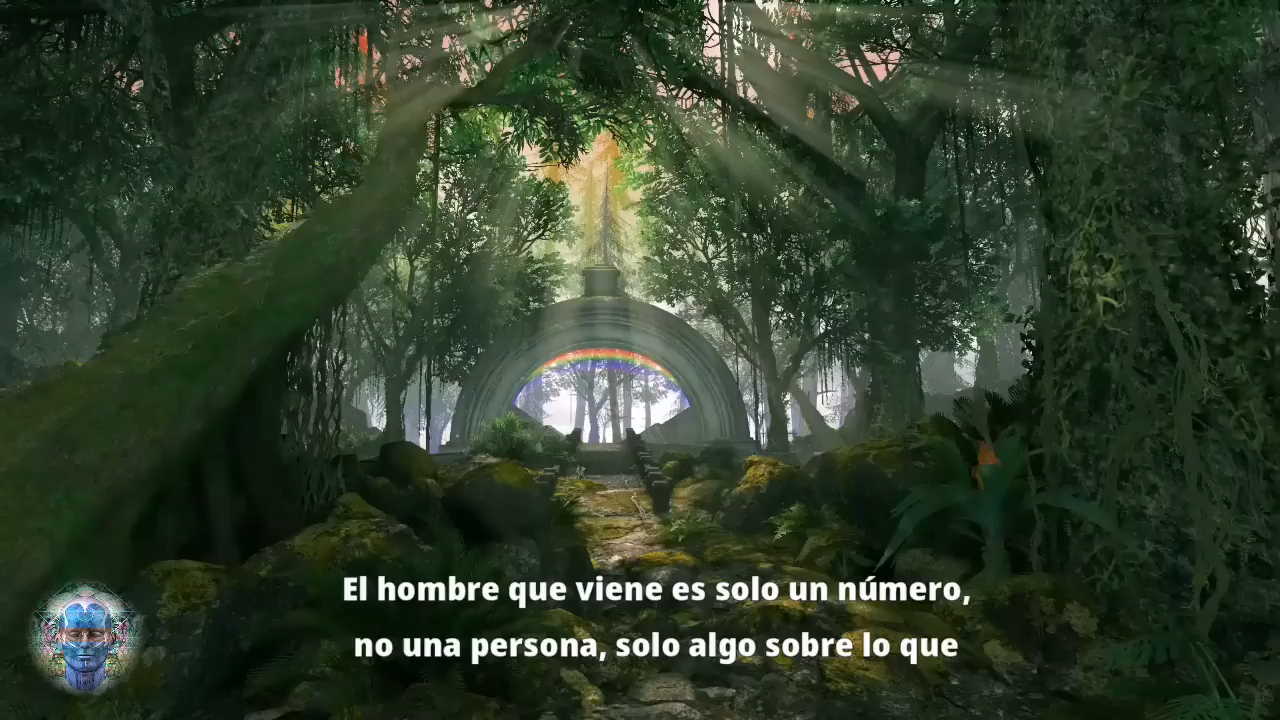 El hombre que viene es solo un número,
no una persona, solo algo sobre lo que